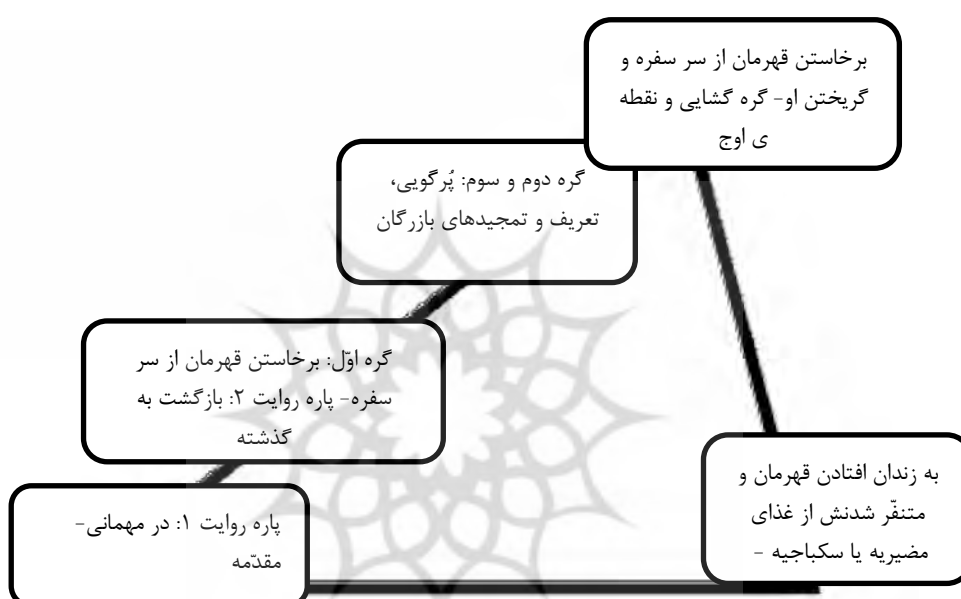 برخاستن قهرمان از سر سفره و
گریختن او- گره گشایی و نقطه
ی اوج
گره دوم و سوم: پُرگویی،
تعریف و تمجیدهای بازرگان
گره اوّل: برخاستن قهرمان از سر
سفره- پاره روایت ۲: بازگشت به
گذشته
پاره روایت ۱: در مهمانی-
مقدّمه
به زندان افتادن قهرمان و
متنفّر شدنش از غذای
مضیریه یا سکباجیه -